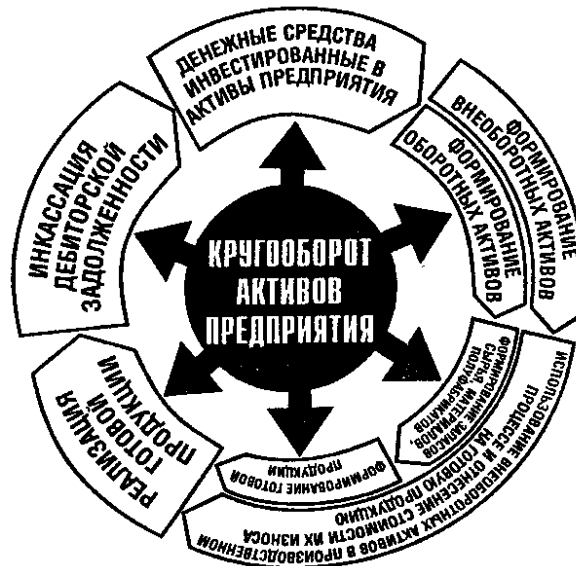 ДЕНЕЖНЫЕ СРЕДСТВА
ИНВЕСТИРОВАННЫЕ В
АКТИВЫ ПРЕДПРИЯТИЯ
ФОРМИРОВАНИЕ
ВНЕОБОРОТНЫХ АКТИВОВ
ФОРМИРОВАНИЕ
ОБОРОТНЫХ АКТИВОВ
КРУГООБОРОТ
АКТИВОВ
ПРЕДПРИЯТИЯ
ФОРМИРОВАНИЕ ЗАПАСОВ
СЫРЬЯ, МАТЕРИАЛОВ,
ПОЛУФАБРИКАТОВ
ИСПОЛЬЗОВАНИЕ ВНЕОБОРОТНЫХ АКТИВОВ В ПРОИЗВОДСТВЕННОМ
ПРОЦЕССЕ И ОТНЕСЕНИЕ СТОИМОСТИ ИХ ИЗНОСА
НА ГОТОВУЮ ПРОДУКЦИЮ
ФОРМИРОВАНИЕ ГОТОВОЙ
ПРОДУКЦИИ
РЕАЛИЗАЦИЯ
ГОТОВОЙ
ПРОДУКЦИИ
ИНКАССАЦИЯ
ДЕБИТОРСКОЙ
ЗАДОЛЖЕННОСТИ